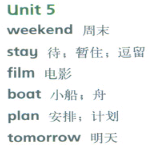 Unit 5
weekend 周末
stay 待；暂住；逗留
film 电影
boat 小船；舟
plan 安排；计划
tomorrow 明天